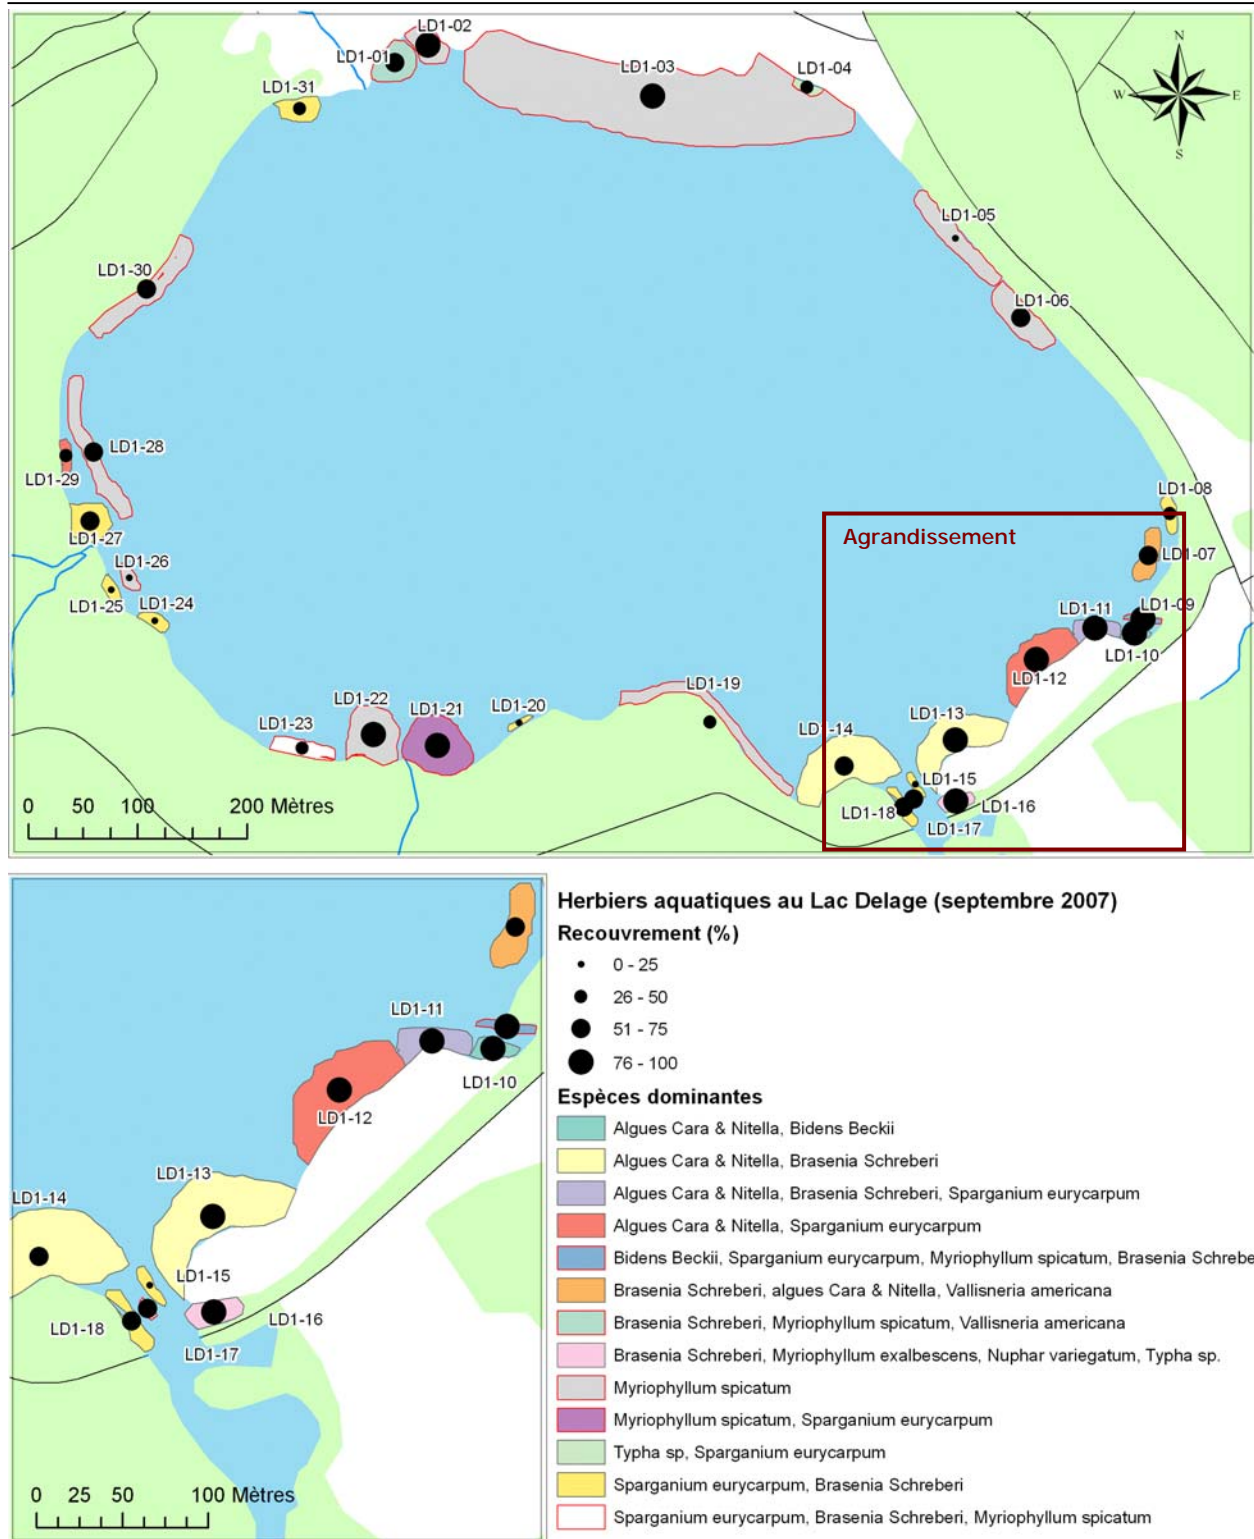 LD1-02
LD1-01
LD1-03
LD1-04
LD1-31
N
W E
S
LD1-05
LD1-30
LD1-06
LD1-28
LD1-29
LD1-08
LD1-27
Agrandissement
LD1-07
LD1-26
LD1-25
LD1-24
LD1-09
LD1-11
LD1-10
LD1-12
LD1-19
LD1-22
LD1-21
LD1-20
LD1-23
LD1-13
LD1-14
LD1-15
LD1-16
LD1-18
LD1-17
0 50 100 200 Mètres
LD1-11
LD1-10
LD1-12
LD1-13
LD1-14
LD1-15
LD1-16
LD1-18
LD1-17
0 25 50 100 Mètres
Herbiers aquatiques au Lac Delage (septembre 2007)
Recouvrement (%)
0 - 25
26 - 50
51 - 75
76 - 100
Espèces dominantes
Algues Cara & Nitella, Bidens Beckii
Algues Cara & Nitella, Brasenia Schreberi
Algues Cara & Nitella, Brasenia Schreberi, Sparganium eurycarpum
Algues Cara & Nitella, Sparganium eurycarpum
Bidens Beckii, Sparganium eurycarpum, Myriophyllum spicatum, Brasenia Schrebe
Brasenia Schreberi, algues Cara & Nitella, Vallisneria americana
Brasenia Schreberi, Myriophyllum spicatum, Vallisneria americana
Brasenia Schreberi, Myriophyllum exalbescens, Nuphar variegatum, Typha sp.
Myriophyllum spicatum
Myriophyllum spicatum, Sparganium eurycarpum
Typha sp, Sparganium eurycarpum
Sparganium eurycarpum, Brasenia Schreberi
Sparganium eurycarpum, Brasenia Schreberi, Myriophyllum spicatum